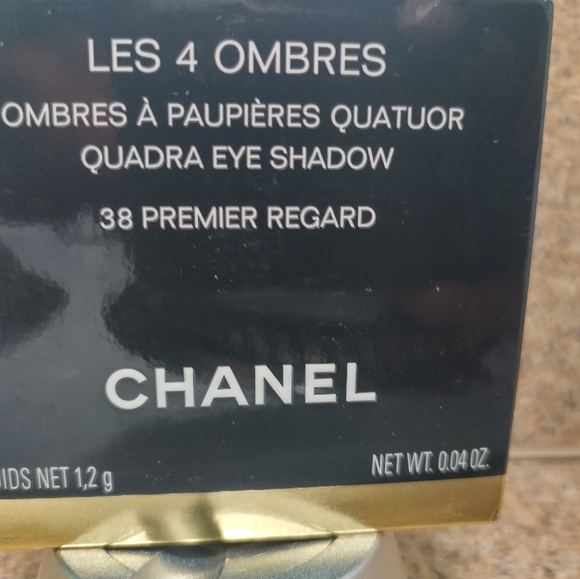 LES 4 OMBRES
OMBRES À PAUPIÈRES QUATUOR
QUADRA EYE SHADOW
38 PREMIER REGARD
CHANEL
NET 1,2 g
NET WT. 0.04 OZ.